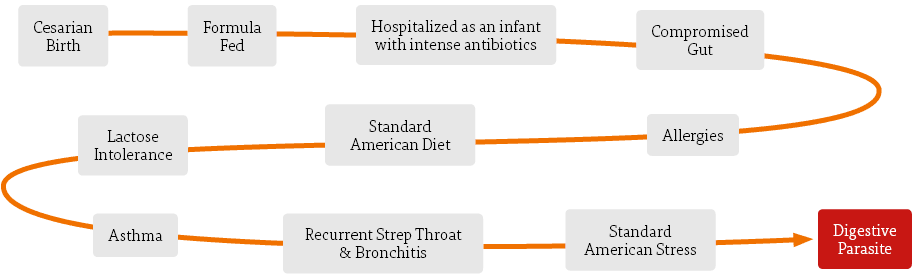 Cesarian
Birth
Formula
Fed
Hospitalized as an infant
with intense antibiotics
Compromised
Gut
Allergies
Standard
American Diet
Lactose
Intolerance
Asthma
Recurrent Strep Throat
& Bronchitis
Standard
American Stress
Digestive
Parasite